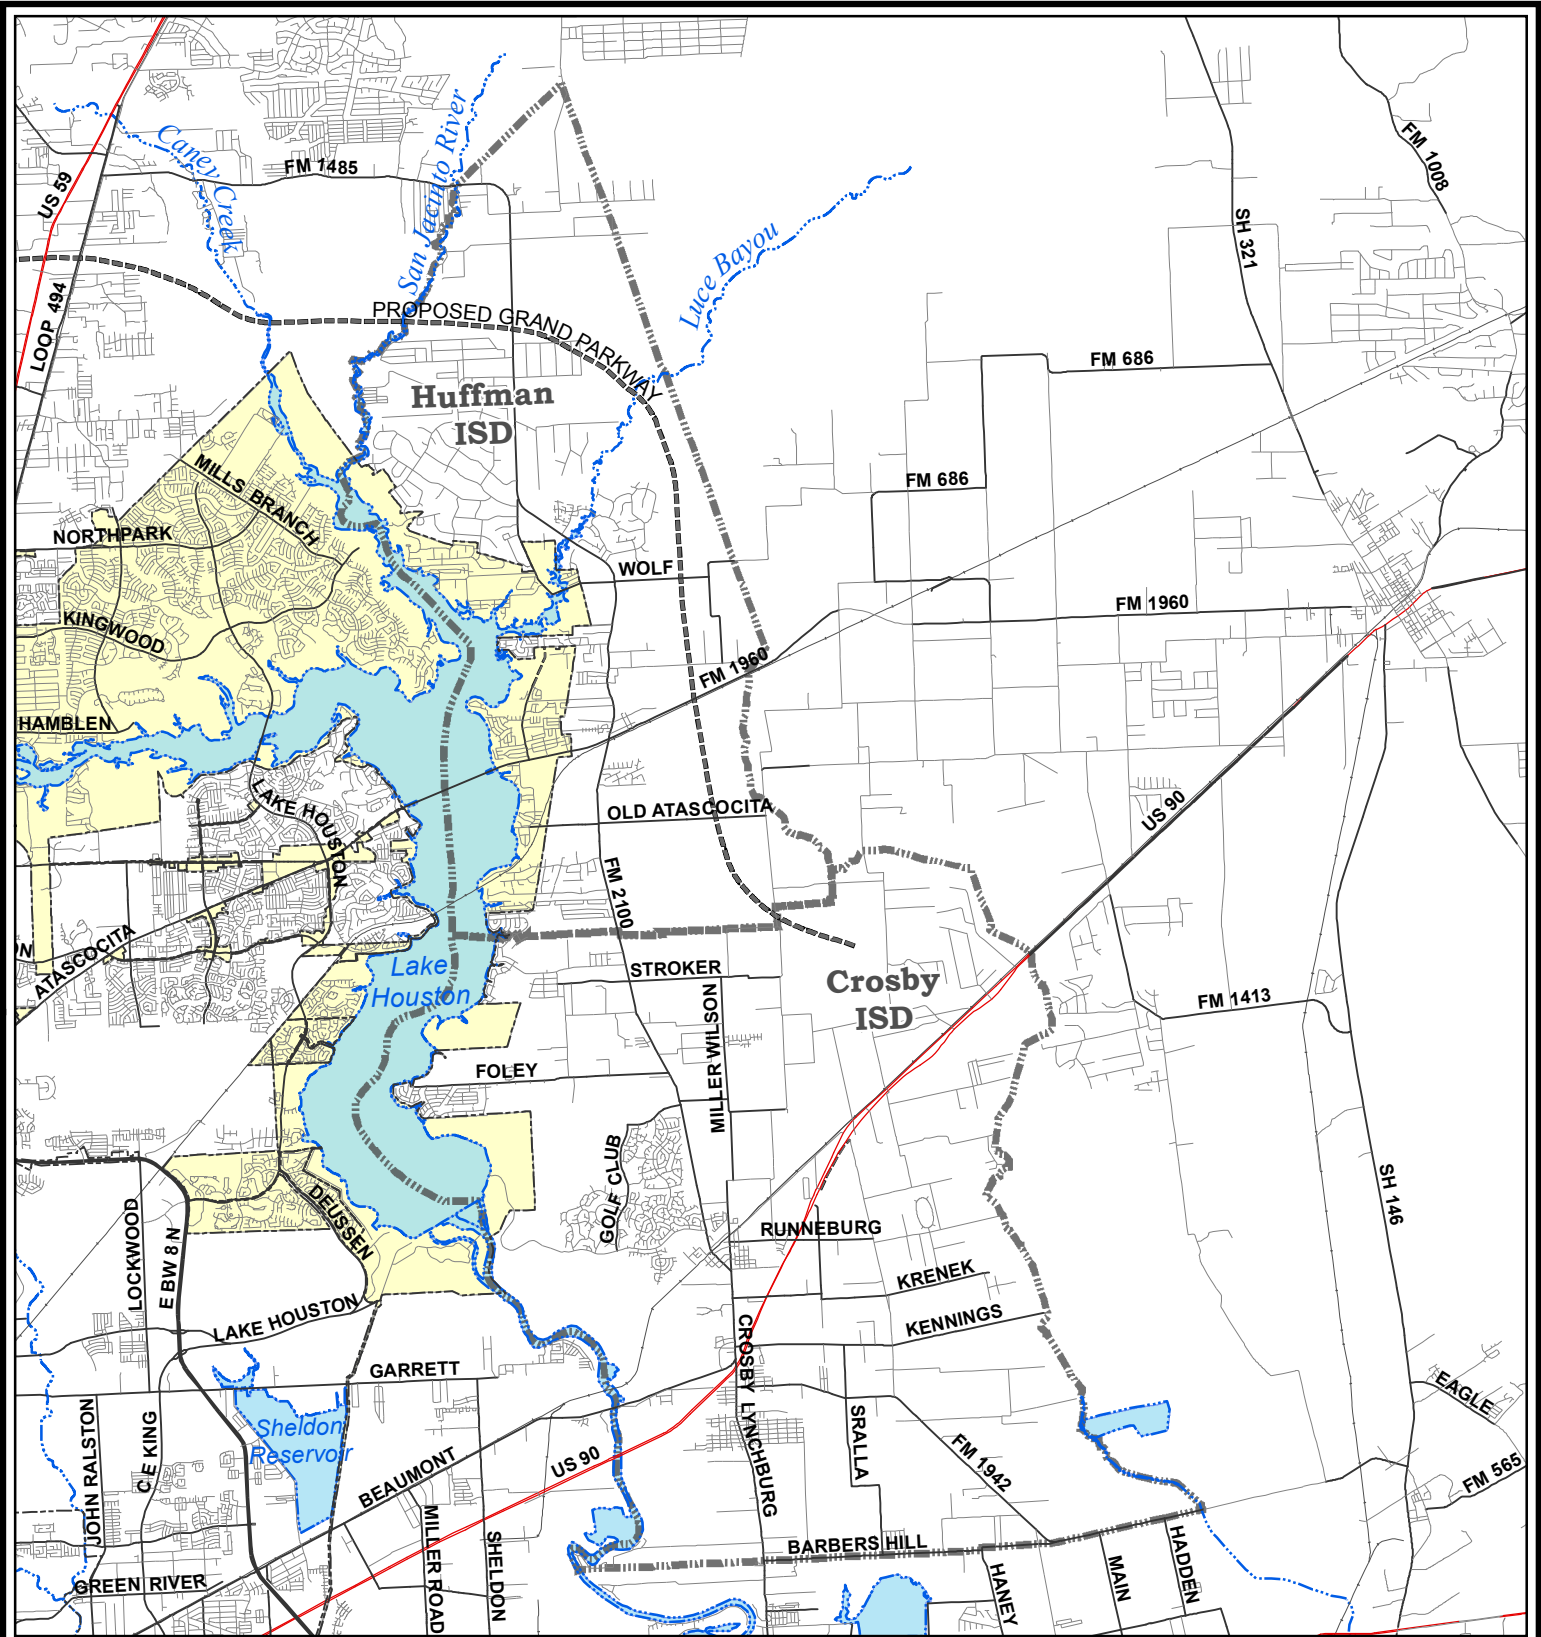 FM 1485
US 59
Caney Creek
San Jacinto River
FM 1008
SH 321
Luce Bayou
LOOP 494
PROPOSED GRAND PARKWAY
FM 686
Huffman
ISD
MILLS BRANCH
FM 686
NORTHPARK
WOLF
FM 1960
KINGWOOD
FM 1960
HAMBLEN
LAKE HOUSTON
OLD ATASCOCITA
US 90
FM 2100
ATASCOCITA
Lake
Houston
STROKER
Crosby
ISD
MILLER WILSON
FM 1413
FOLEY
GOLF CLUB
SH 146
DEUSSEN
LOCKWOOD
E BW 8 N
RUNNEBURG
KRENEK
LAKE HOUSTON
KENNINGS
CROSBY LYNCHBURG
GARRETT
EAGLE
JOHN RALSTON
C E KING
Sheldon
Reservoir
SRALLA
BEAUMONT
US 90
FM 1942
FM 565
MILLER ROAD
SHELDON
BARBERS HILL
HANEY
MAIN
HADDEN
GREEN RIVER